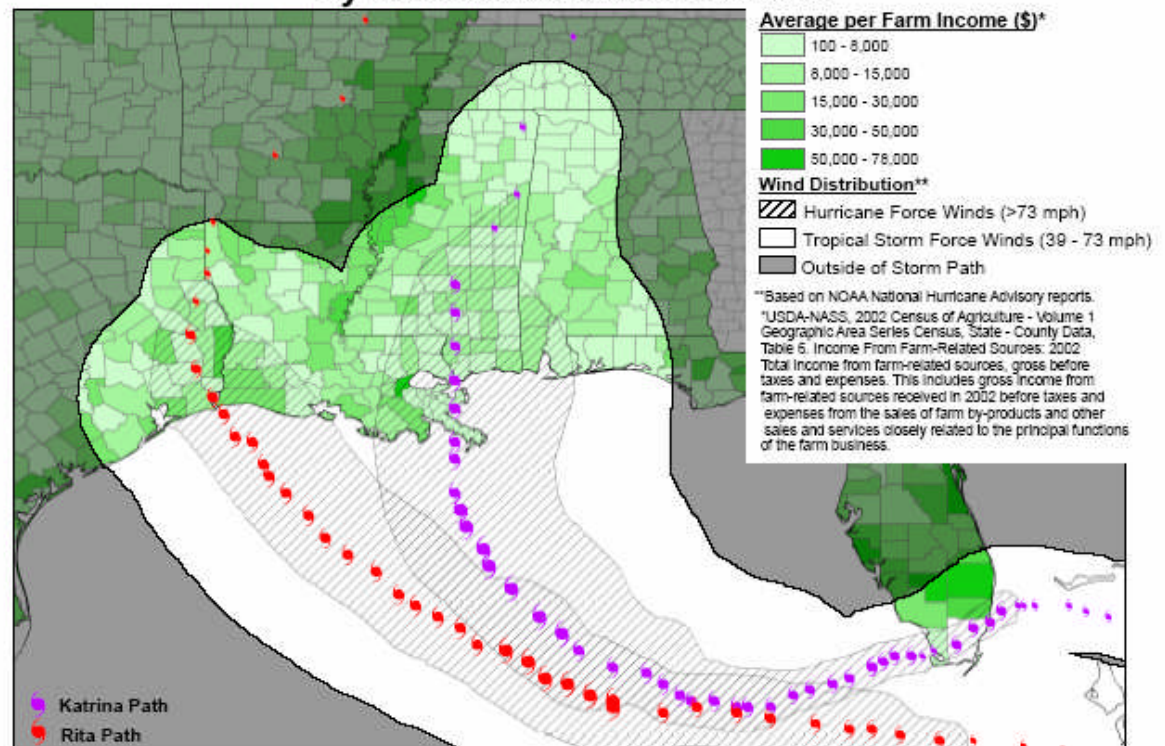 Average per Farm Income ($)*
100 - 8,000
8,000 - 15,000
15,000 - 30,000
30,000 - 50,000
50,000 - 78,000
Wind Distribution**
Hurricane Force Winds (>73 mph)
Tropical Storm Force Winds (39 - 73 mph)
Outside of Storm Path
**Based on NOAA National Hurricane Advisory reports.
*USDA-NASS, 2002 Census of Agriculture - Volume 1
Geographic Area Series Census, State - County Data,
Table 6. Income From Farm-Related Sources: 2002
Total income from farm-related sources, gross before
taxes and expenses. This includes gross income from
farm-related sources received in 2002 before taxes and
expenses from the sales of farm by-products and other
sales and services closely related to the principal functions
of the farm business.
Katrina Path
Rita Path